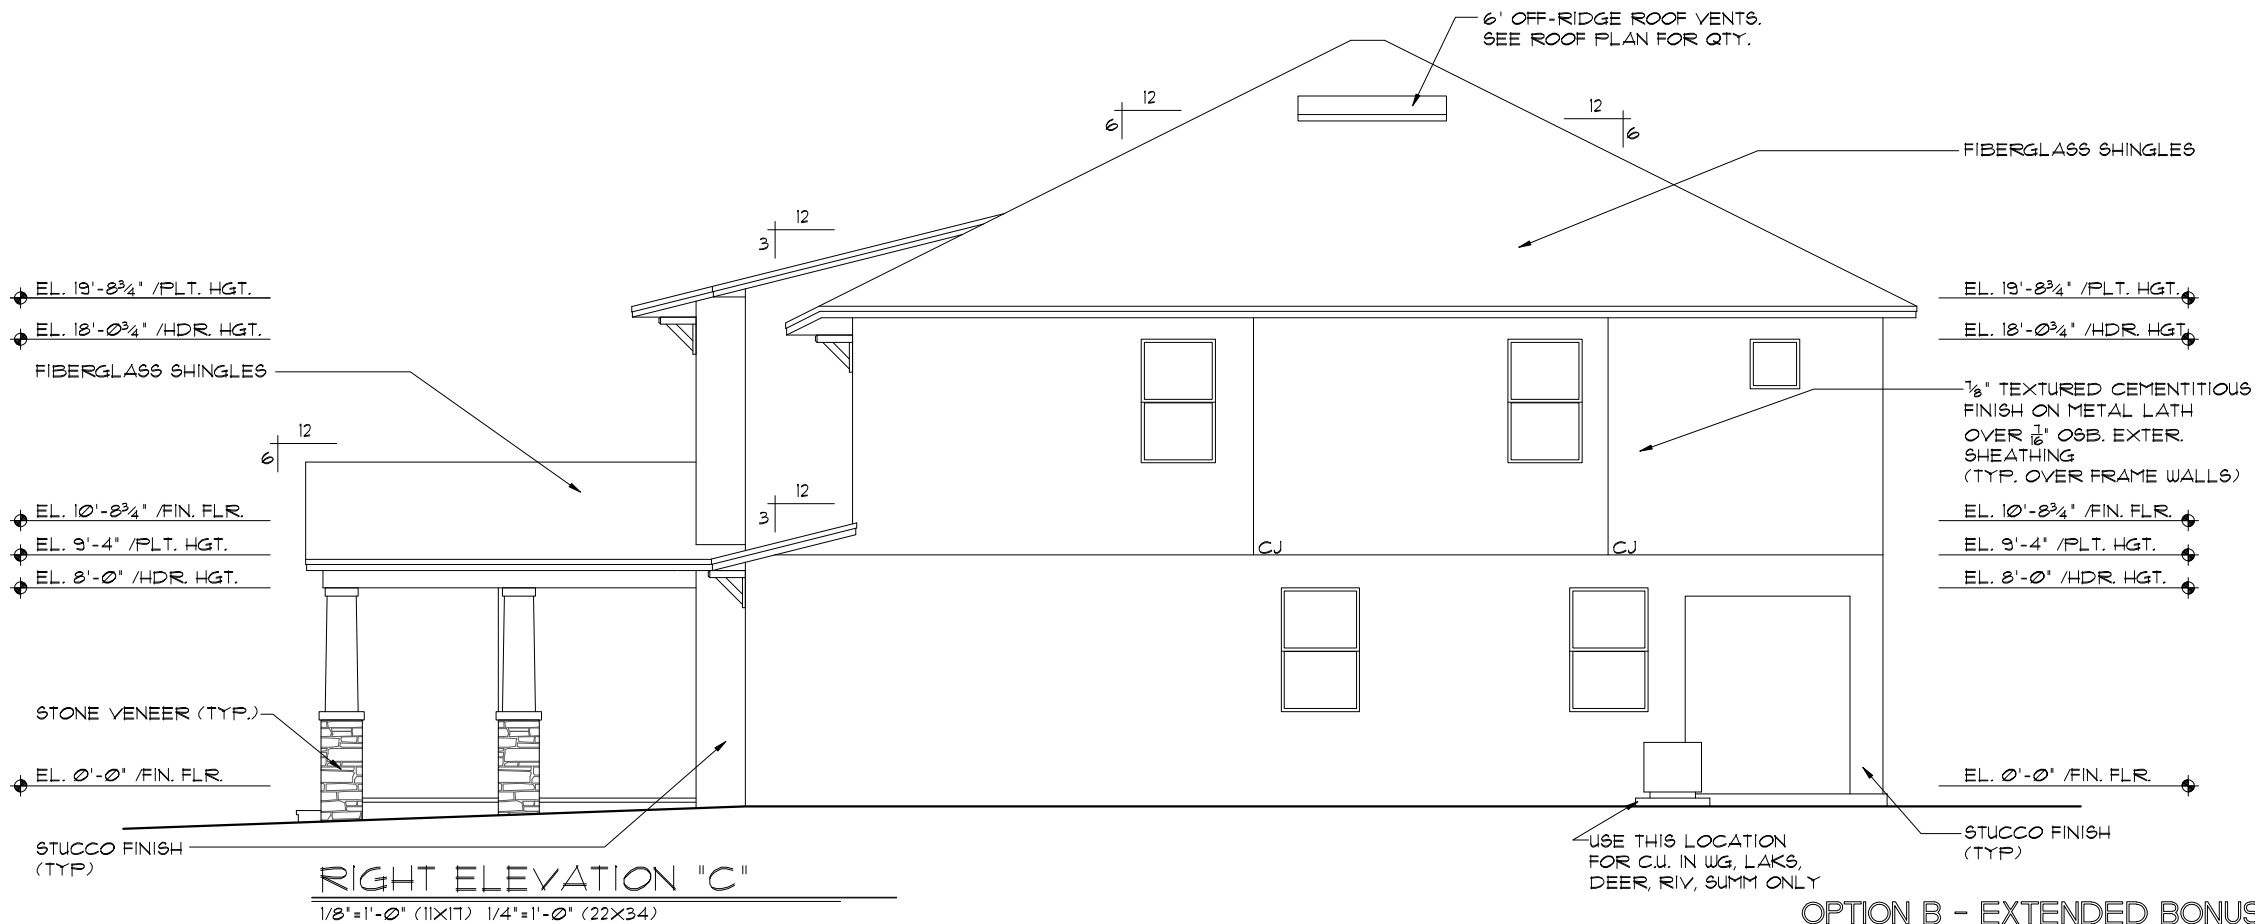 6' OFF-RIDGE ROOF VENTS.
SEE ROOF PLAN FOR QTY.
12
6
12
6
FIBERGLASS SHINGLES
12
3
EL. 19'-8¾" /PLT. HGT.
EL. 18'-0¾" /HDR. HGT.
FIBERGLASS SHINGLES
12
6
EL. 10'-8¾" /FIN. FLR.
EL. 9'-4" /PLT. HGT.
EL. 8'-0" /HDR. HGT.
12
3
CJ
CJ
EL. 19'-8¾" /PLT. HGT.
EL. 18'-0¾" /HDR. HGT.
⅞" TEXTURED CEMENTITIOUS
FINISH ON METAL LATH
OVER 7/16" OSB. EXTER.
SHEATHING
(TYP. OVER FRAME WALLS)
EL. 10'-8¾" /FIN. FLR.
EL. 9'-4" /PLT. HGT.
EL. 8'-0" /HDR. HGT.
STONE VENEER (TYP.)
EL. 0'-0" /FIN. FLR.
EL. 0'-0" /FIN. FLR.
STUCCO FINISH
(TYP)
USE THIS LOCATION
FOR C.U. IN WG, LAKS,
DEER, RIV, SUMM ONLY
STUCCO FINISH
(TYP)
RIGHT ELEVATION "C"
1/8"=1'-0" (11X17) 1/4"=1'-0" (22X34)
OPTION B - EXTENDED BONUS